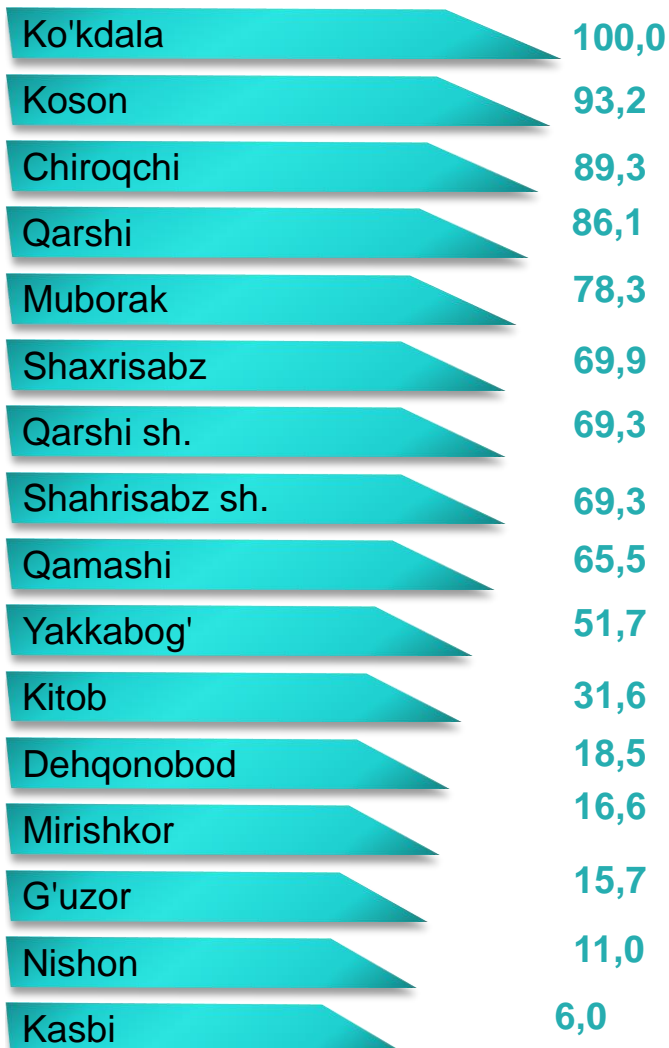 Ko'kdala 100,0
Koson 93,2
Chiroqchi 89,3
Qarshi 86,1
Muborak 78,3
Shaxrisabz 69,9
Qarshi sh. 69,3
Shahrisabz sh. 69,3
Qamashi 65,5
Yakkabog' 51,7
Kitob 31,6
Dehqonobod 18,5
Mirishkor 16,6
G'uzor 15,7
Nishon 11,0
Kasbi 6,0